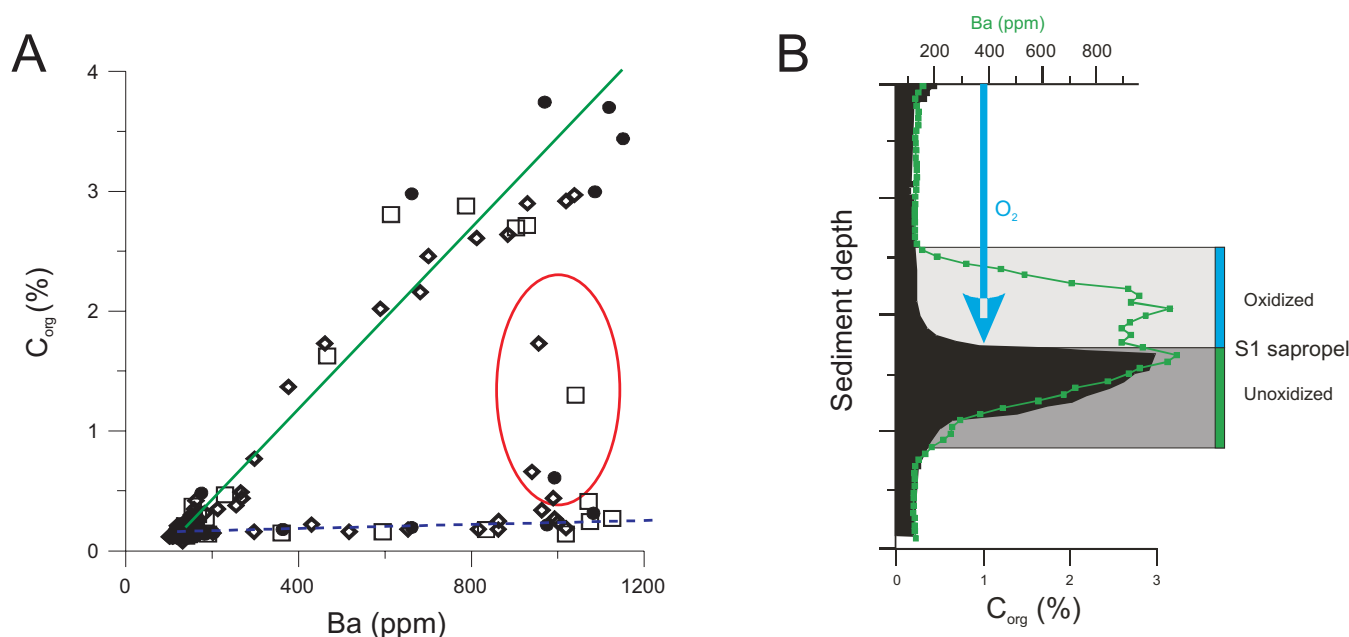 A
4
3
2
1
0
C_org (%)
0
400
800
1200
Ba (ppm)
B
Ba (ppm)
200 400 600 800
O₂
Sediment depth
Oxidized
S1 sapropel
Unoxidized
0 1 2 3
C_org (%)